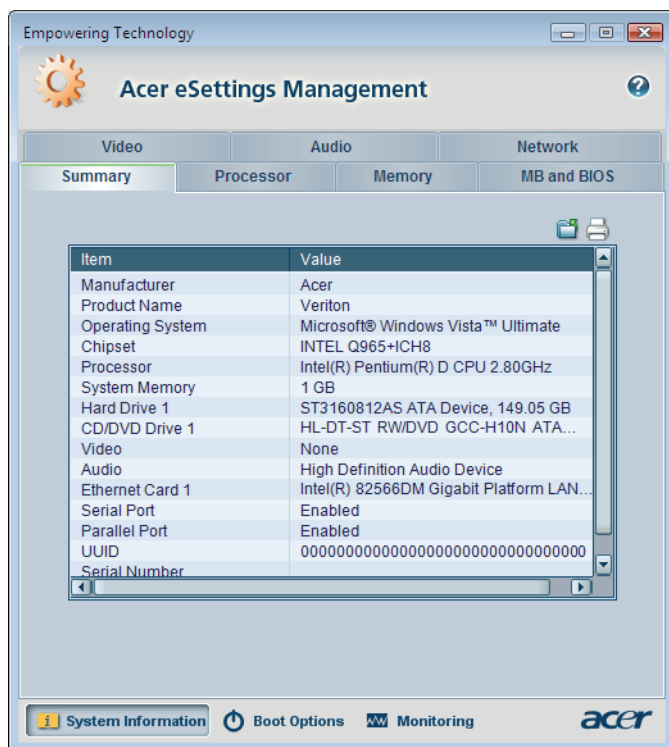 Empowering Technology
Acer eSettings Management
Video Audio Network
Summary Processor Memory MB and BIOS
Item Value
Manufacturer Acer
Product Name Veriton
Operating System Microsoft® Windows Vista™ Ultimate
Chipset INTEL Q965+ICH8
Processor Intel(R) Pentium(R) D CPU 2.80GHz
System Memory 1 GB
Hard Drive 1 ST3160812AS ATA Device, 149.05 GB
CD/DVD Drive 1 HL-DT-ST RW/DVD GCC-H10N ATA...
Video None
Audio High Definition Audio Device
Ethernet Card 1 Intel(R) 82566DM Gigabit Platform LAN...
Serial Port Enabled
Parallel Port Enabled
UUID 00000000000000000000000000000000
Serial Number
System Information Boot Options Monitoring acer